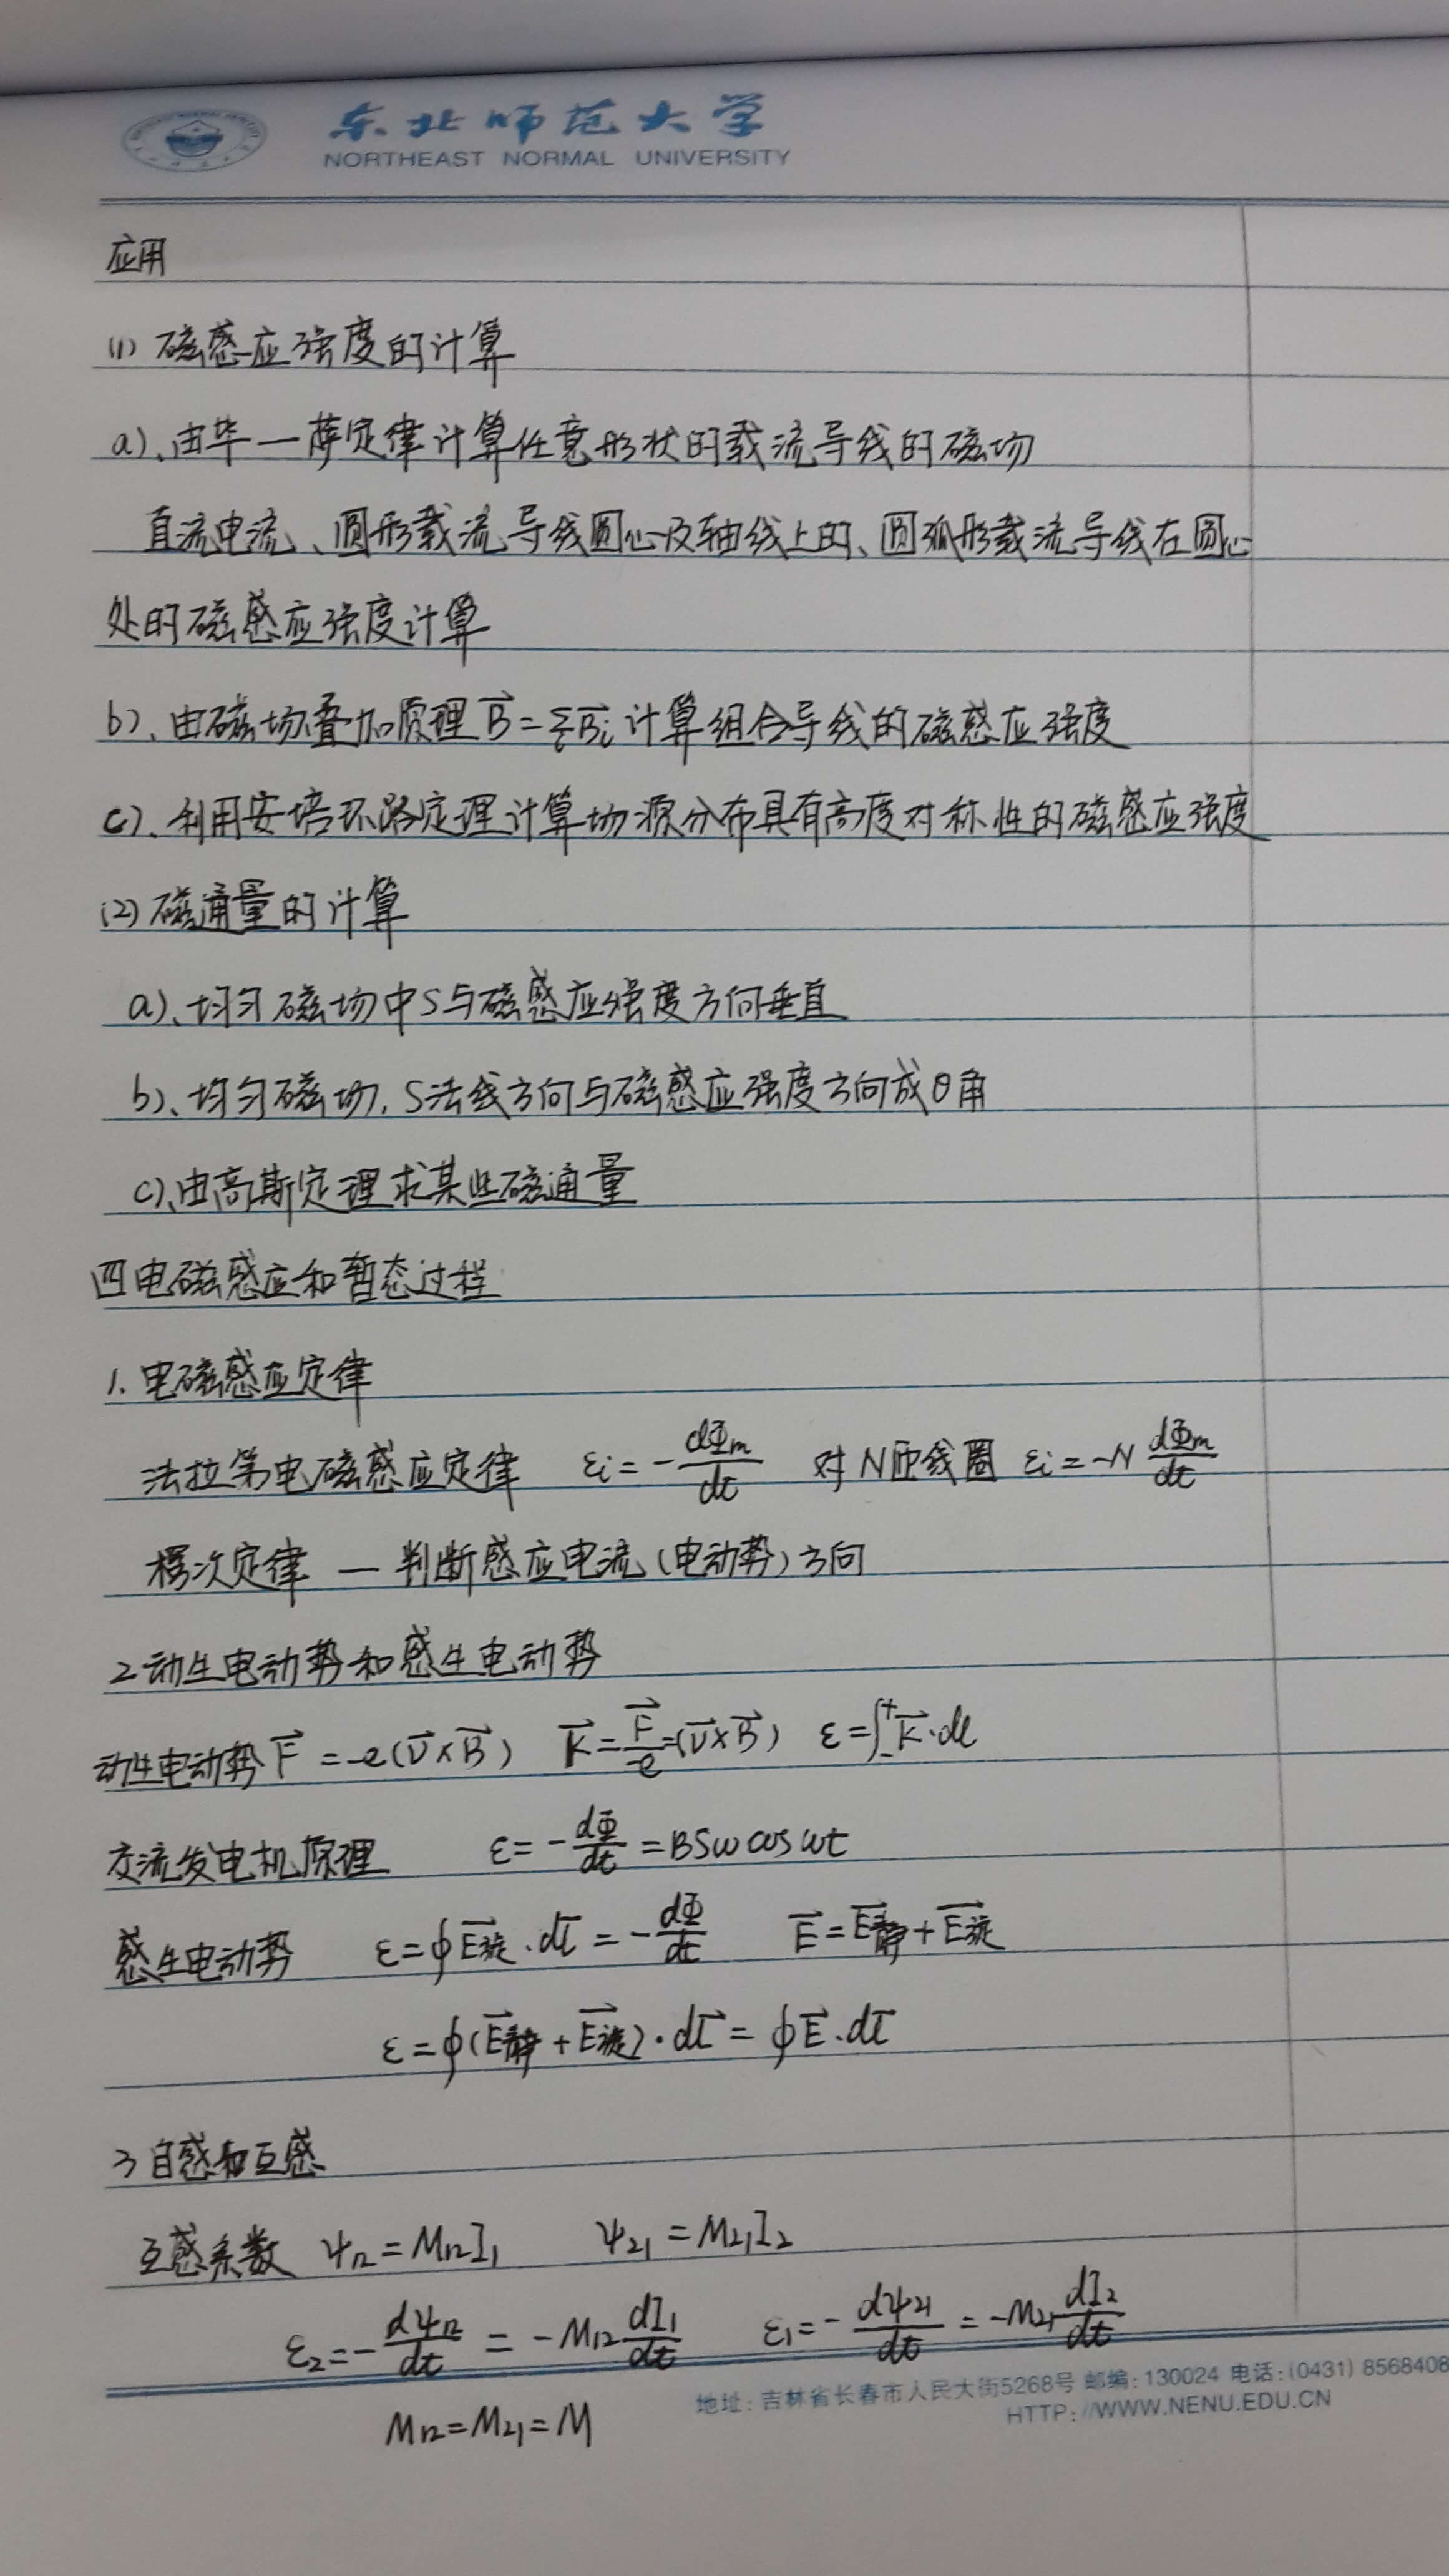 东北师范大学
NORTHEAST NORMAL UNIVERSITY
应用
(1) 磁感应强度的计算
a)、由毕—萨定律计算任意形状的载流导线的磁场
直流电流、圆形载流导线圆心及轴线上的、圆弧形载流导线在圆心
处的磁感应强度计算
b)、由磁场叠加原理 $\vec{B}=\sum_i \vec{B_i}$ 计算组合导线的磁感应强度
c)、利用安培环路定理计算场源分布具有高度对称性的磁感应强度
(2) 磁通量的计算
a)、均匀磁场中S与磁感应强度方向垂直
b)、均匀磁场,S法线方向与磁感应强度方向成θ角
c)、由高斯定理求某些磁通量
四 电磁感应和暂态过程
1. 电磁感应定律
法拉第电磁感应定律 $\varepsilon_i=-\frac{d\Phi_m}{dt}$ 对N匝线圈 $\varepsilon_i=-N\frac{d\Phi_m}{dt}$
楞次定律 — 判断感应电流(电动势)方向
2 动生电动势和感生电动势
动生电动势 $\vec{F}=-e(\vec{v}\times\vec{B})$ $\vec{K}=\frac{\vec{F}}{-e}=(\vec{v}\times\vec{B})$ $\varepsilon=\int_-^+\vec{K}\cdot dl$
交流发电机原理 $\varepsilon=-\frac{d\Phi}{dt}=BS\omega\cos\omega t$
感生电动势 $\varepsilon=\oint\vec{E}_{旋}\cdot d\vec{l}=-\frac{d\Phi}{dt}$ $\vec{E}=\vec{E}_{静}+\vec{E}_{旋}$
$\varepsilon=\oint(\vec{E}_{静}+\vec{E}_{旋})\cdot d\vec{l}=\oint\vec{E}\cdot d\vec{l}$
3 自感和互感
互感系数 $\psi_{12}=M_{12}I_1$ $\psi_{21}=M_{21}I_2$
$\varepsilon_2=-\frac{d\psi_{12}}{dt}=-M_{12}\frac{dI_1}{dt}$ $\varepsilon_1=-\frac{d\psi_{21}}{dt}=-M_{21}\frac{dI_2}{dt}$
$M_{12}=M_{21}=M$
地址:吉林省长春市人民大街5268号 邮编:130024 电话:(0431) 8568408
HTTP://WWW.NENU.EDU.CN